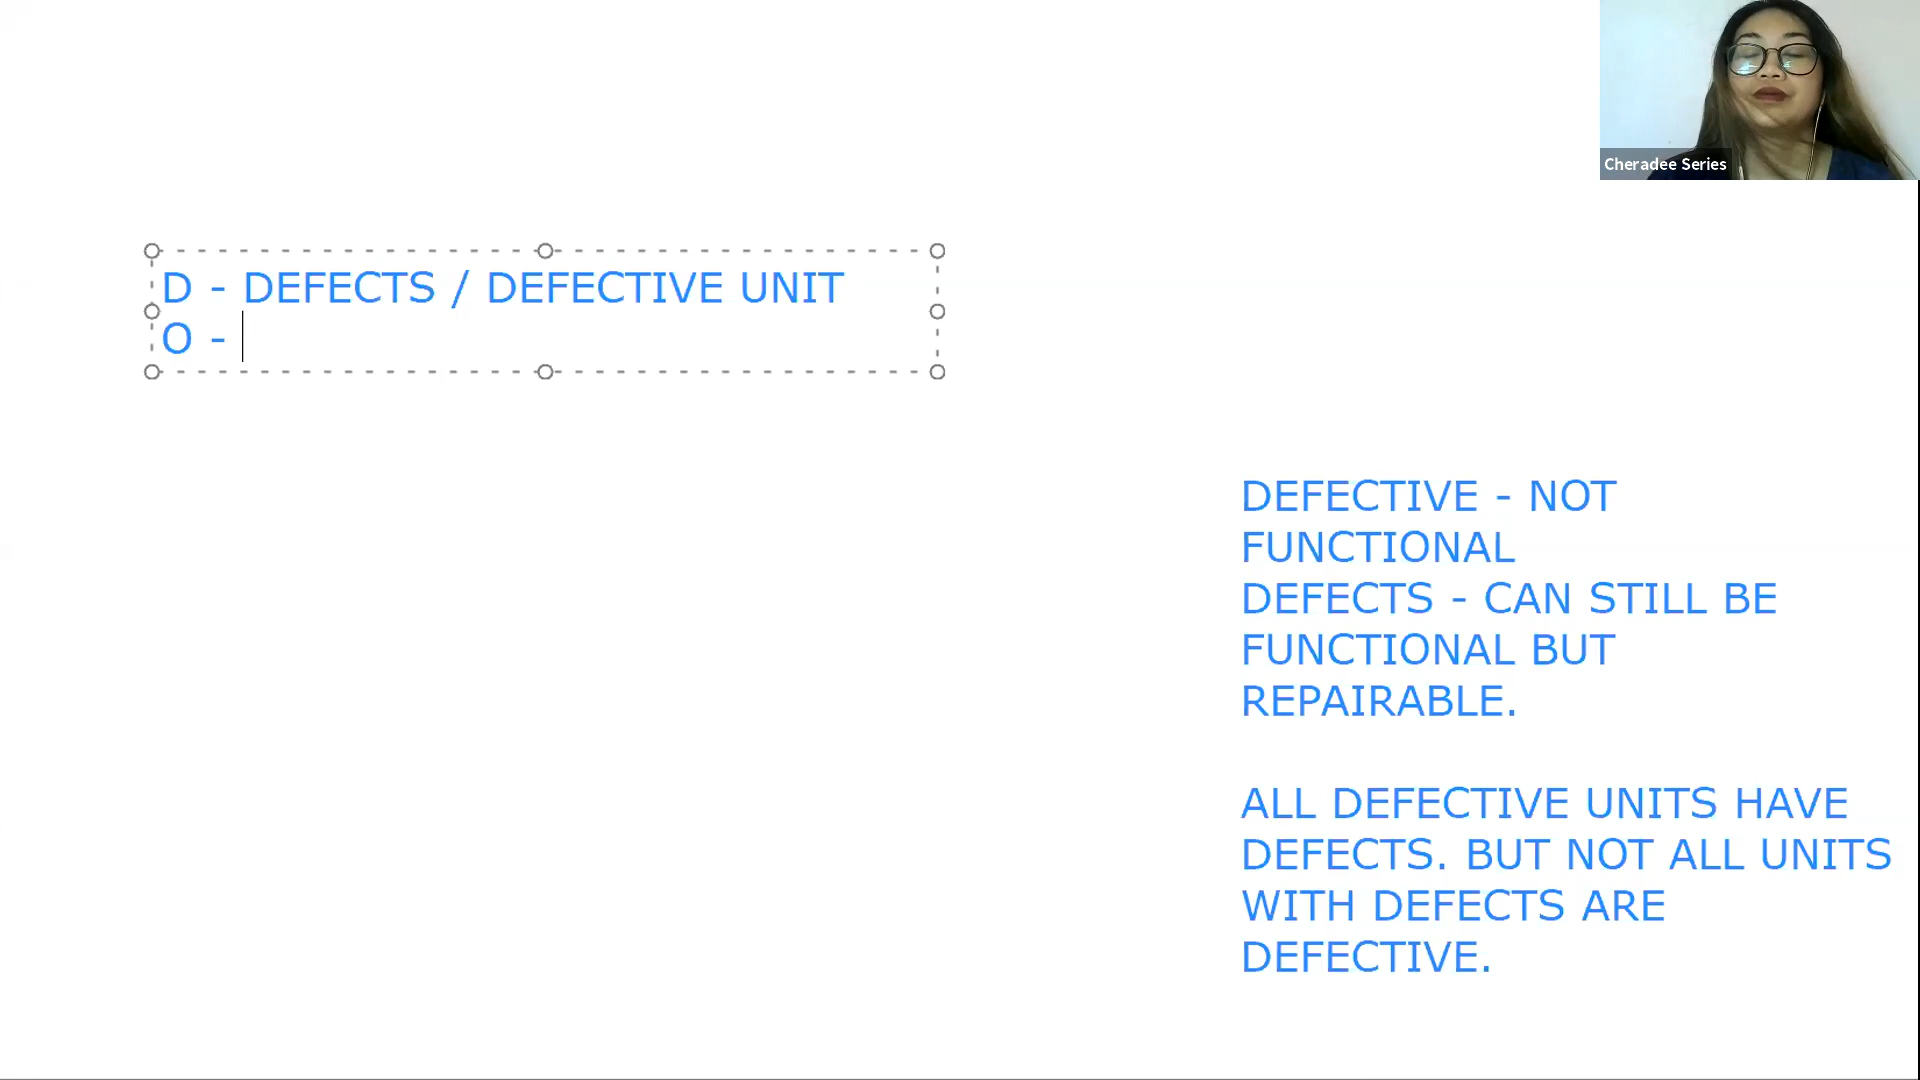 Cheradee Series
D - DEFECTS / DEFECTIVE UNIT
O -
DEFECTIVE - NOT
FUNCTIONAL
DEFECTS - CAN STILL BE
FUNCTIONAL BUT
REPAIRABLE.
ALL DEFECTIVE UNITS HAVE
DEFECTS. BUT NOT ALL UNITS
WITH DEFECTS ARE
DEFECTIVE.